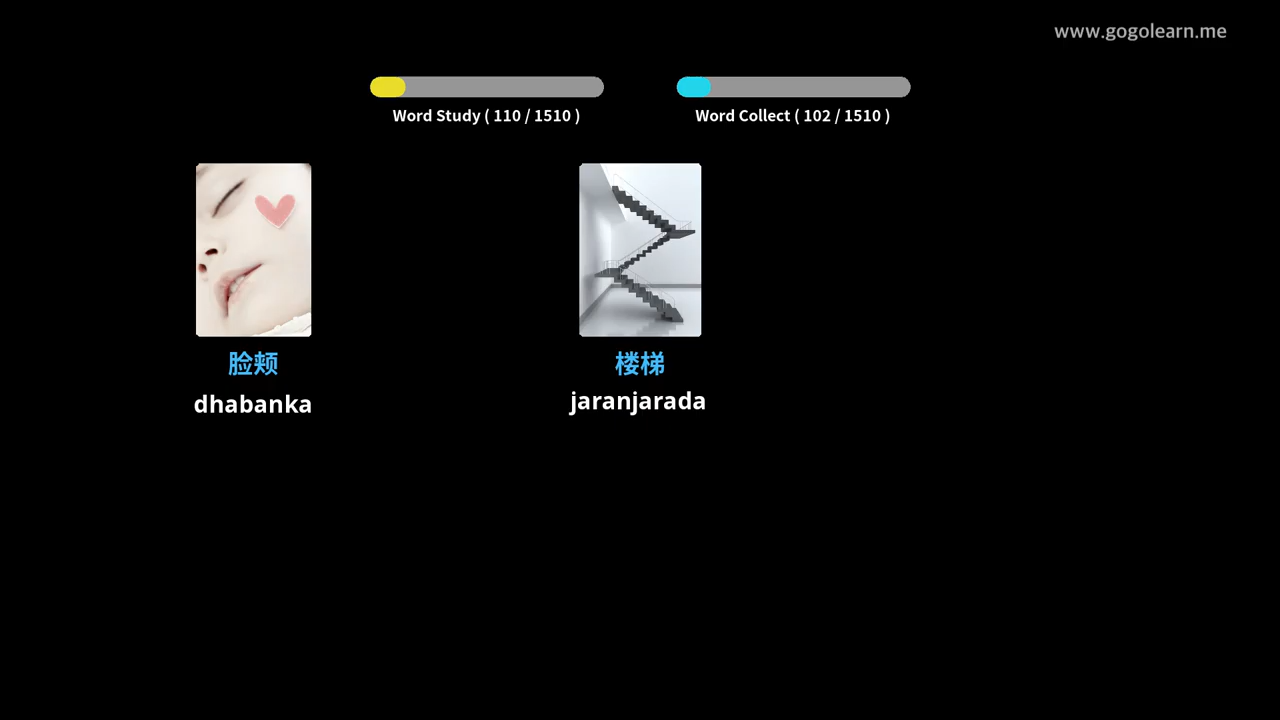 www.gogolearn.me
Word Study ( 110 / 1510 )
Word Collect ( 102 / 1510 )
脸颊
楼梯
dhabanka
jaranjarada